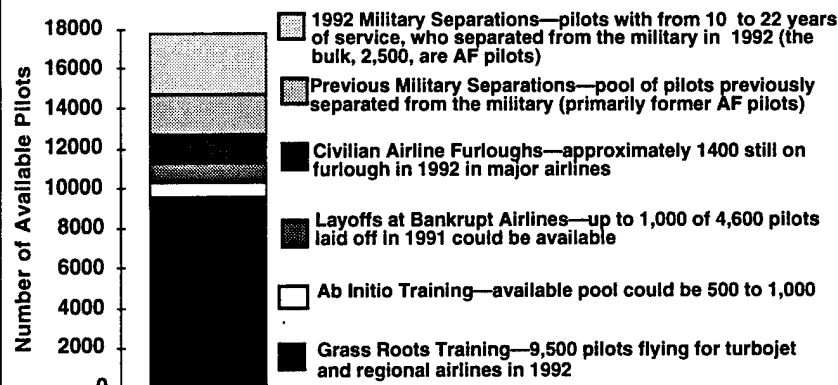 18000
16000
14000
12000
10000
8000
6000
4000
2000
0
Number of Available Pilots
1992 Military Separations—pilots with from 10 to 22 years
of service, who separated from the military in 1992 (the
bulk, 2,500, are AF pilots)
Previous Military Separations—pool of pilots previously
separated from the military (primarily former AF pilots)
Civilian Airline Furloughs—approximately 1400 still on
furlough in 1992 in major airlines
Layoffs at Bankrupt Airlines—up to 1,000 of 4,600 pilots
laid off in 1991 could be available
Ab Initio Training—available pool could be 500 to 1,000
Grass Roots Training—9,500 pilots flying for turbojet
and regional airlines in 1992